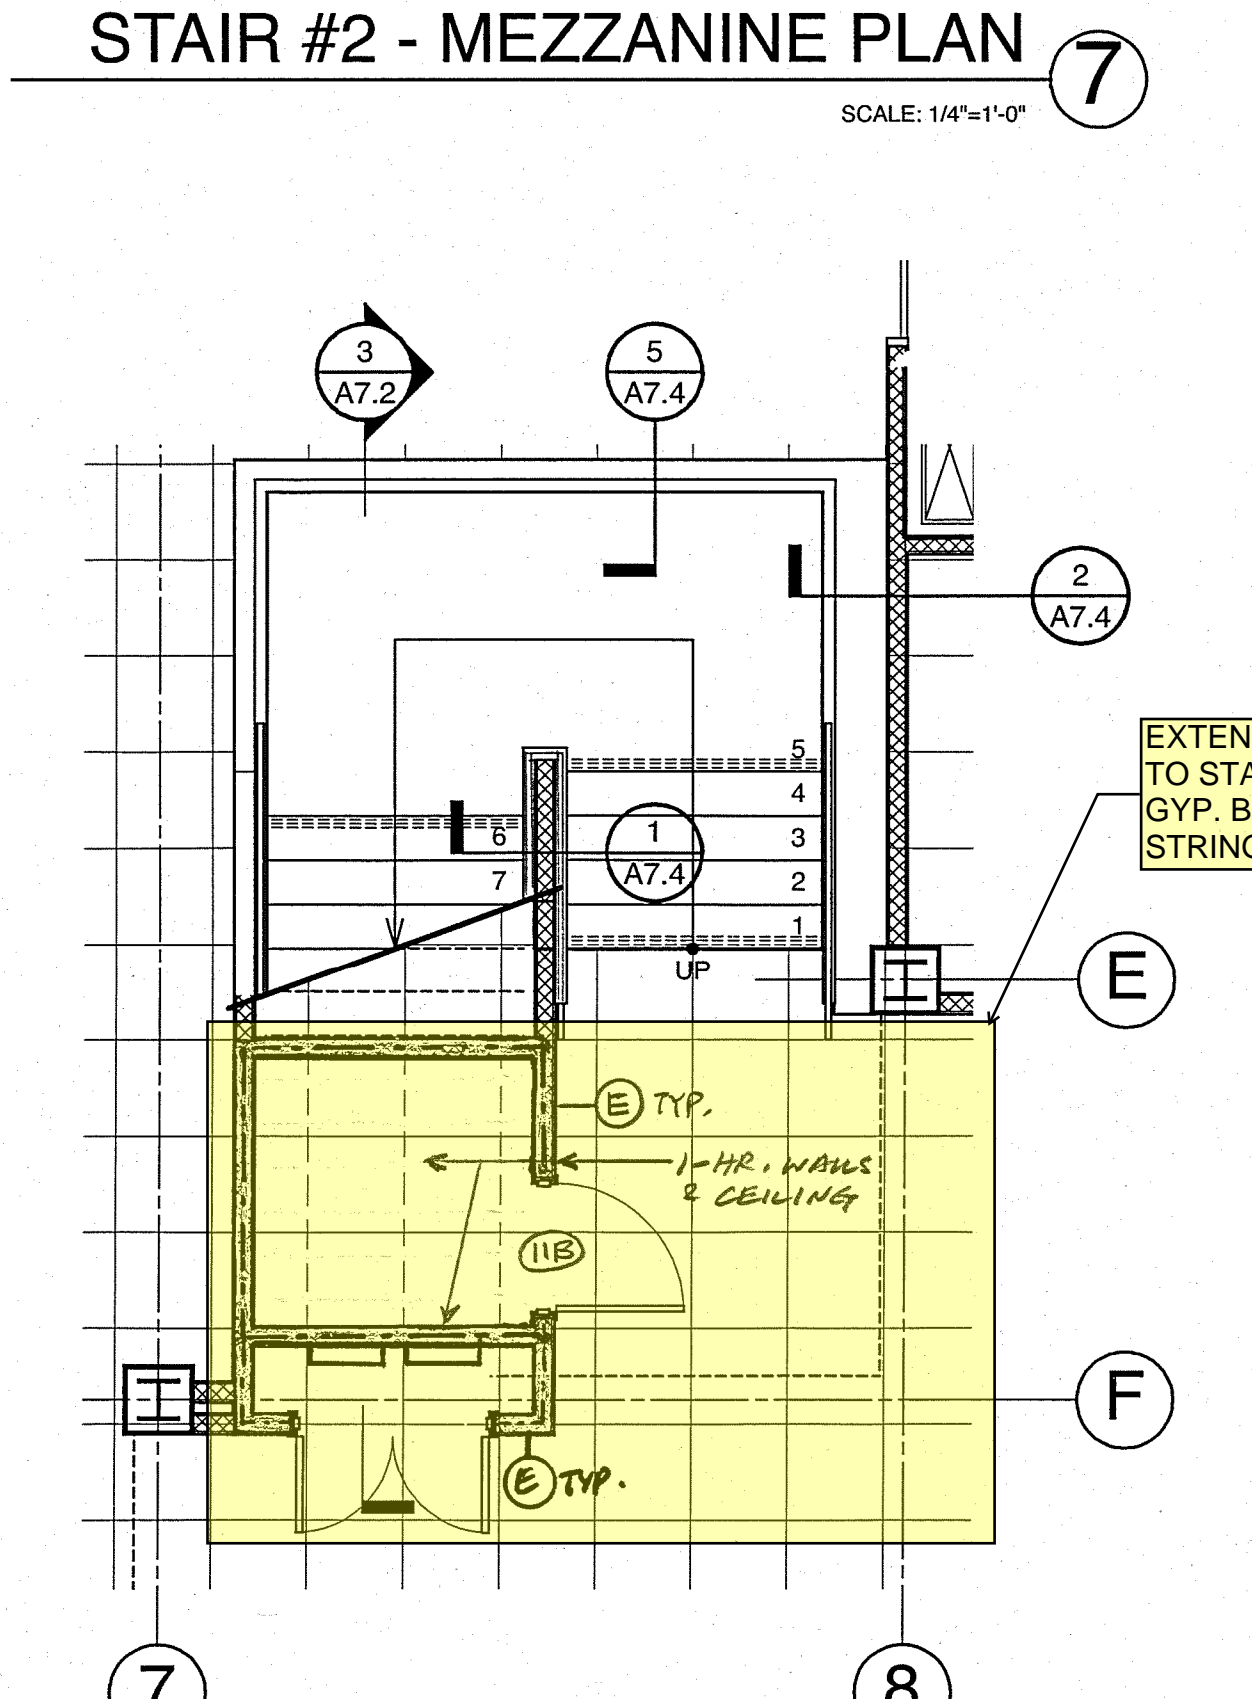 STAIR #2 - MEZZANINE PLAN
7
SCALE: 1/4"=1'-0"
3
A7.2
5
A7.4
2
A7.4
EXTEN
TO STA
GYP. B
STRING
5
4
3
2
1
6
7
1
A7.4
UP
E
E TYP.
1-HR. WALLS
& CEILING
11B
F
E TYP.
7
8